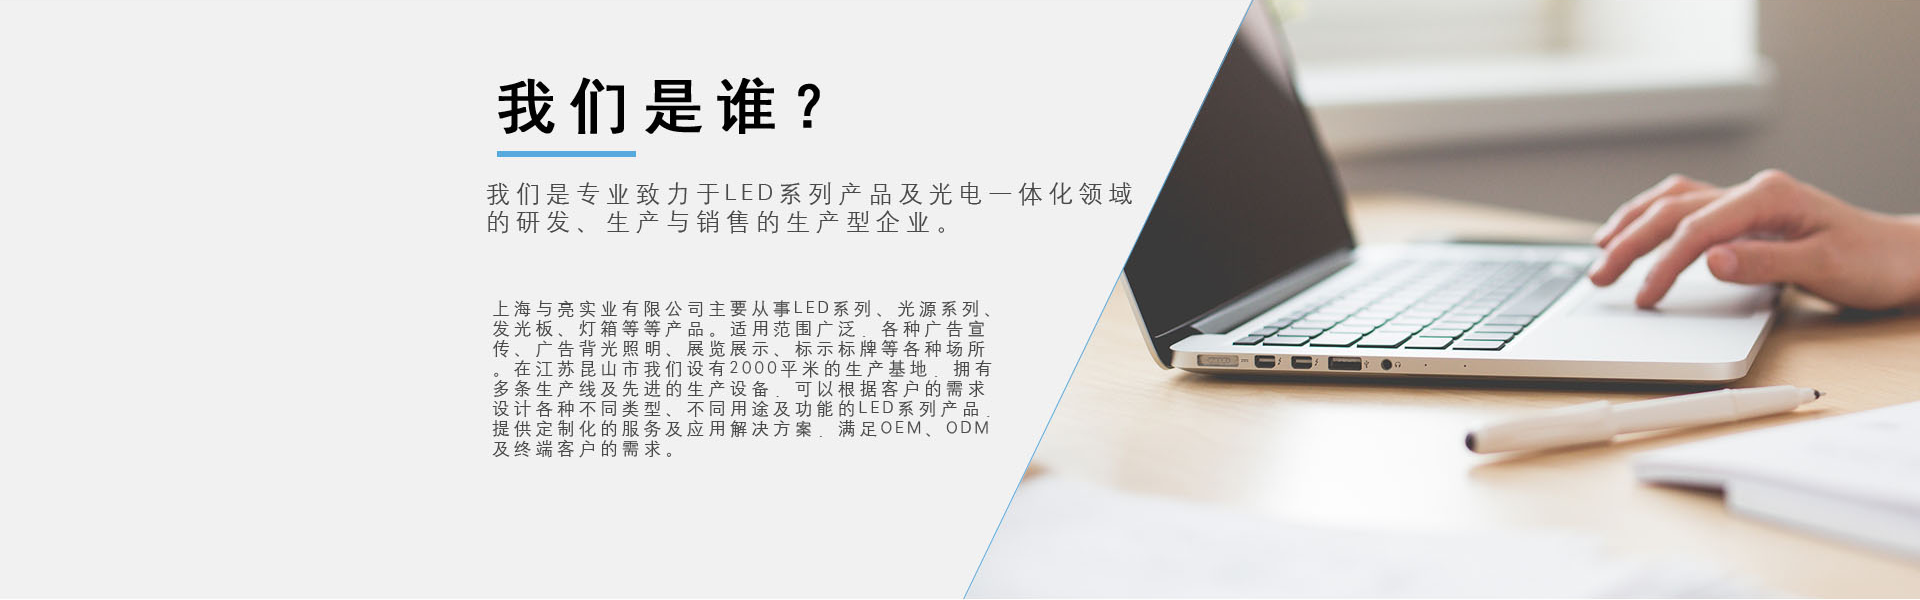 我们是谁？
我们是专业致力于LED系列产品及光电一体化领域
的研发、生产与销售的生产型企业。
上海与亮实业有限公司主要从事LED系列、光源系列、
发光板、灯箱等等产品。适用范围广泛，各种广告宣
传、广告背光照明、展览展示、标示标牌等各种场所
。在江苏昆山市我们设有2000平米的生产基地，拥有
多条生产线及先进的生产设备，可以根据客户的需求
设计各种不同类型、不同用途及功能的LED系列产品，
提供定制化的服务及应用解决方案，满足OEM、ODM
及终端客户的需求。